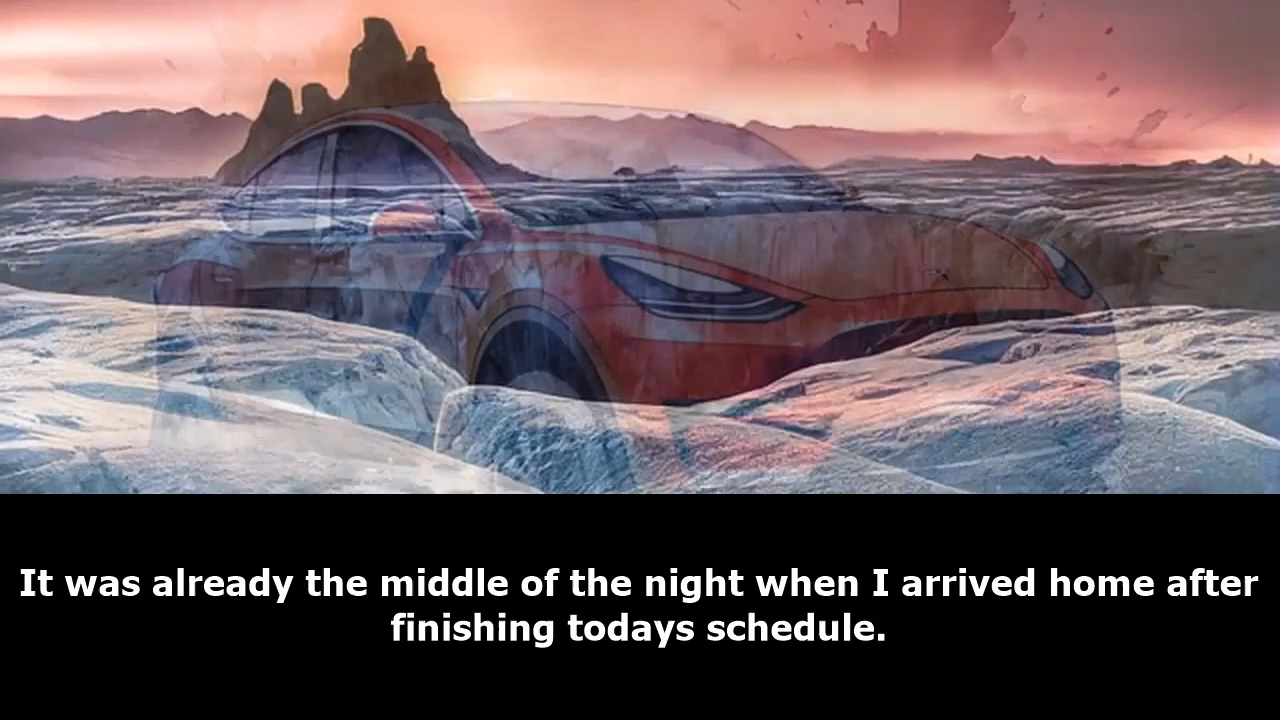 It was already the middle of the night when I arrived home after
finishing todays schedule.